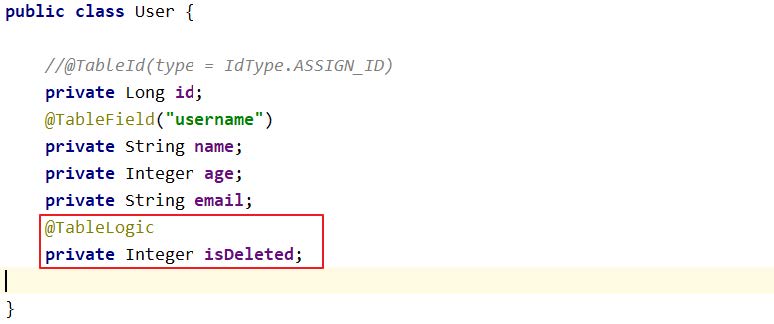 public class User {
//@TableId(type = IdType.ASSIGN_ID)
private Long id;
@TableField("username")
private String name;
private Integer age;
private String email;
@TableLogic
private Integer isDeleted;
}